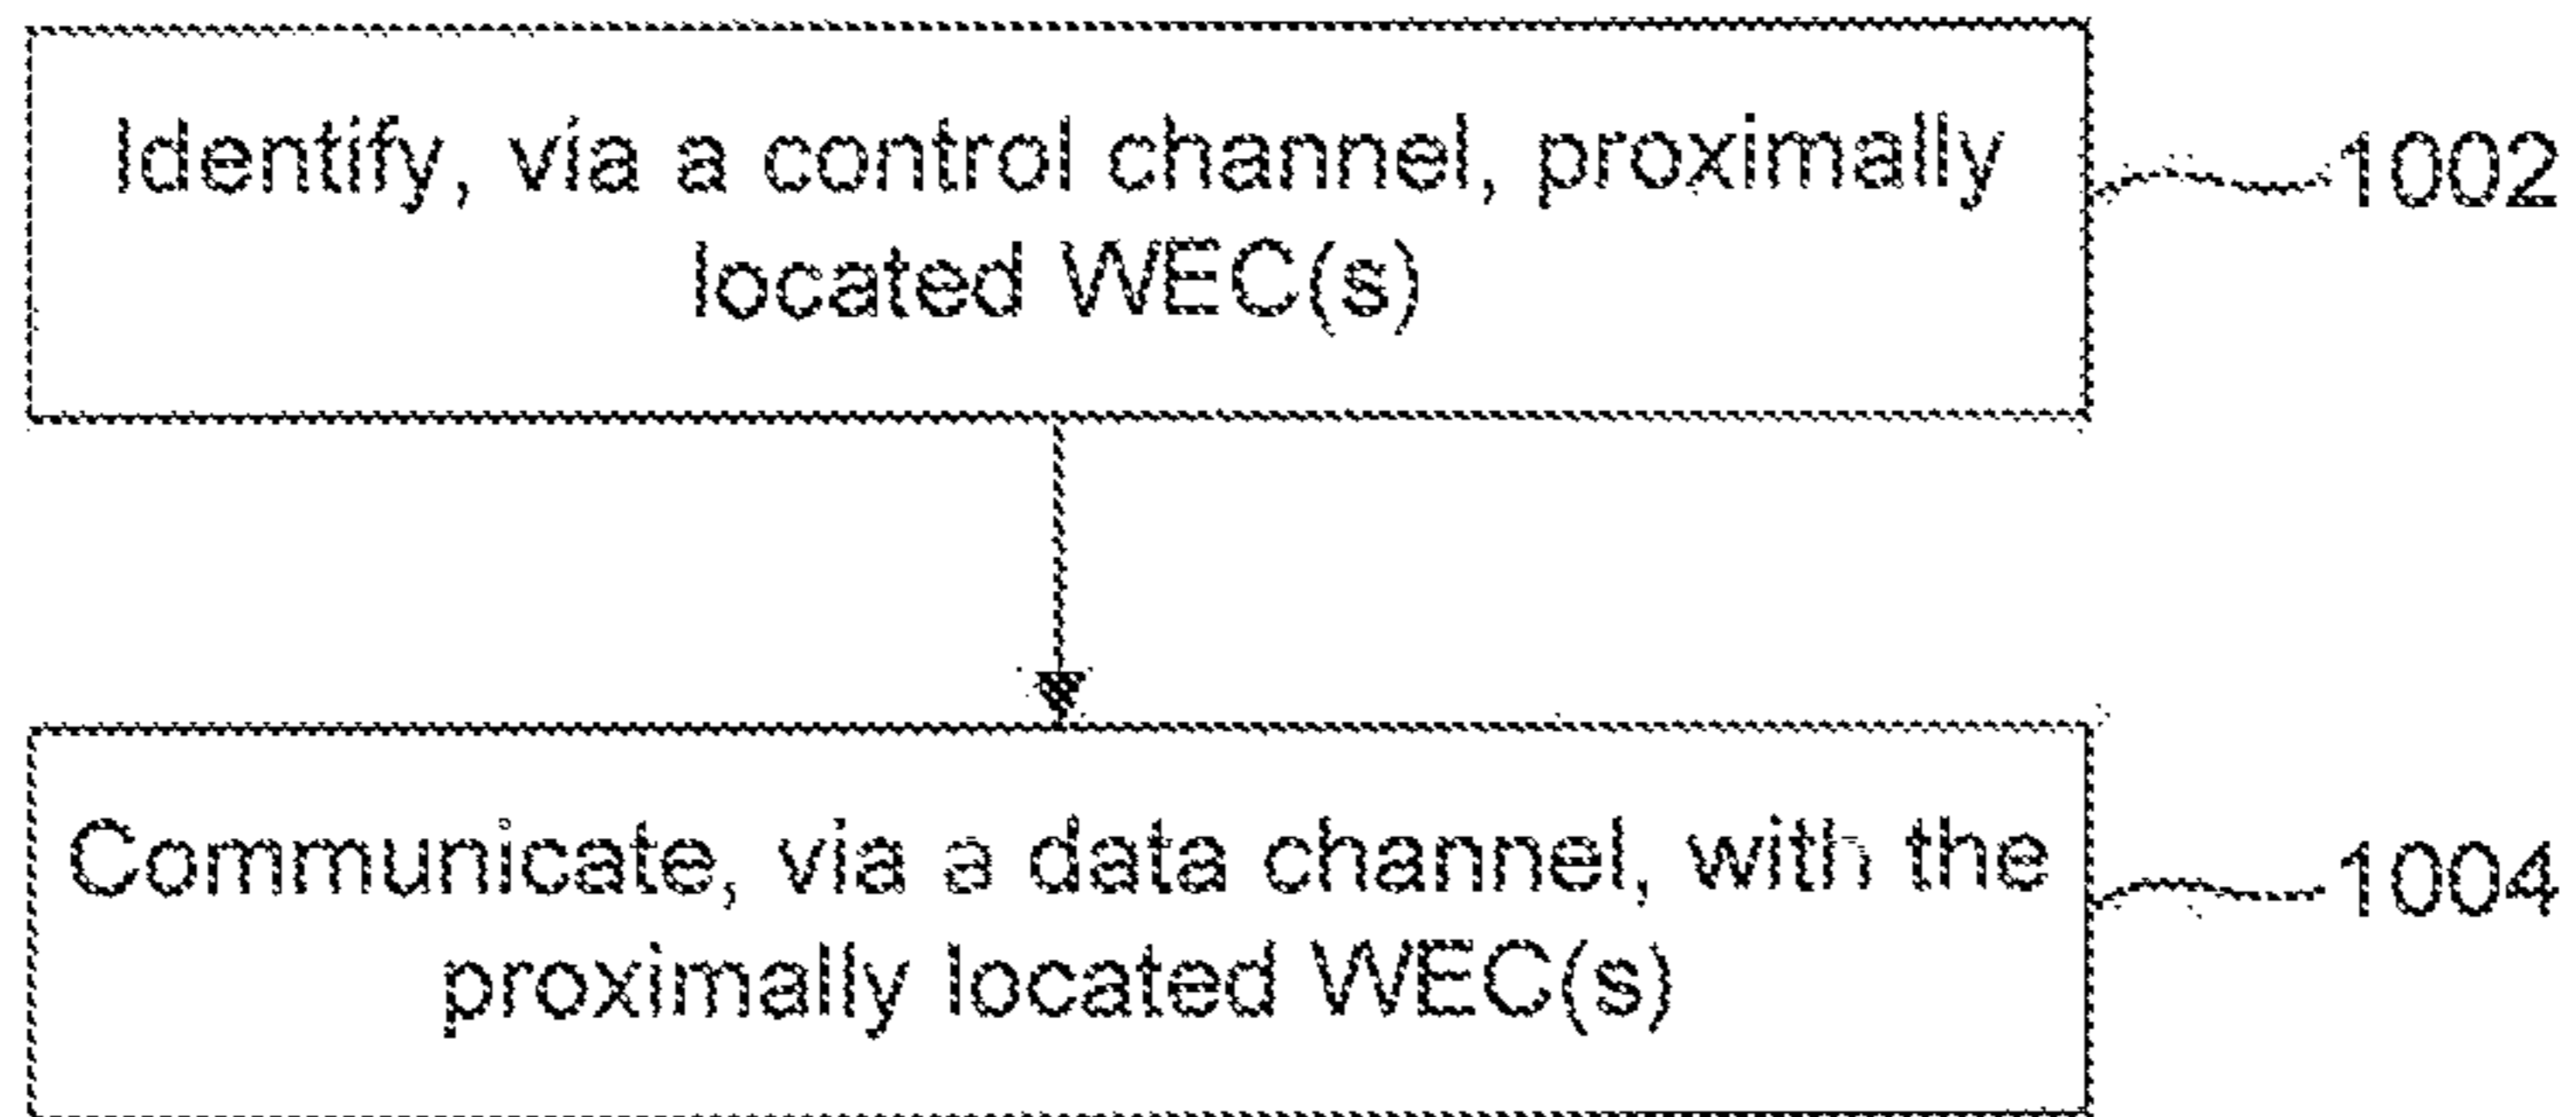 Identify, via a control channel, proximally
located WEC(s)
1002
Communicate, via a data channel, with the
proximally located WEC(s)
1004